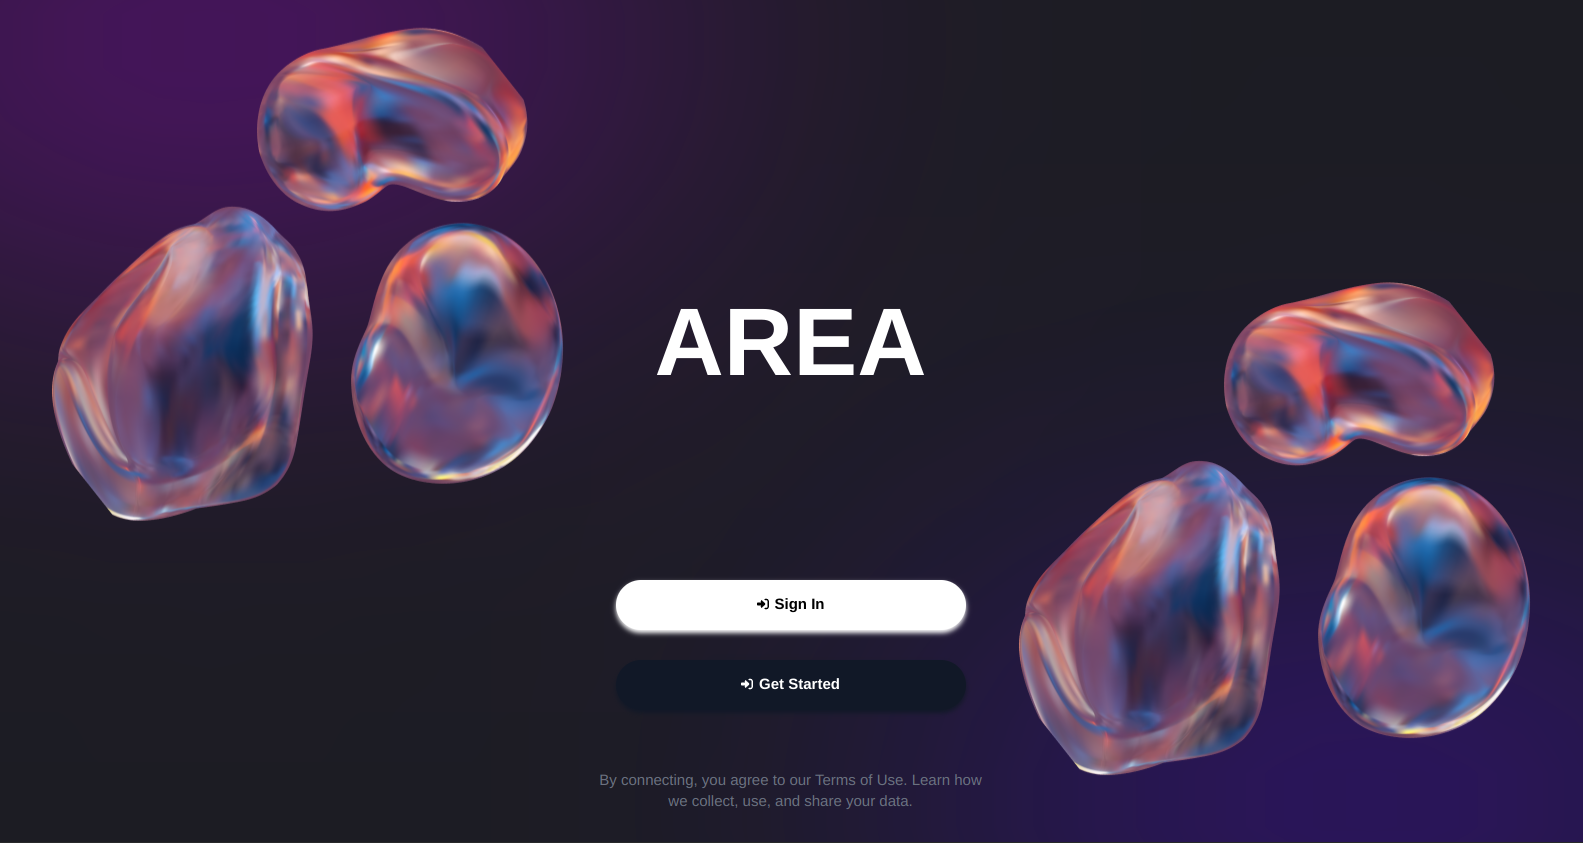 AREA
Sign In
Get Started
By connecting, you agree to our Terms of Use. Learn how
we collect, use, and share your data.